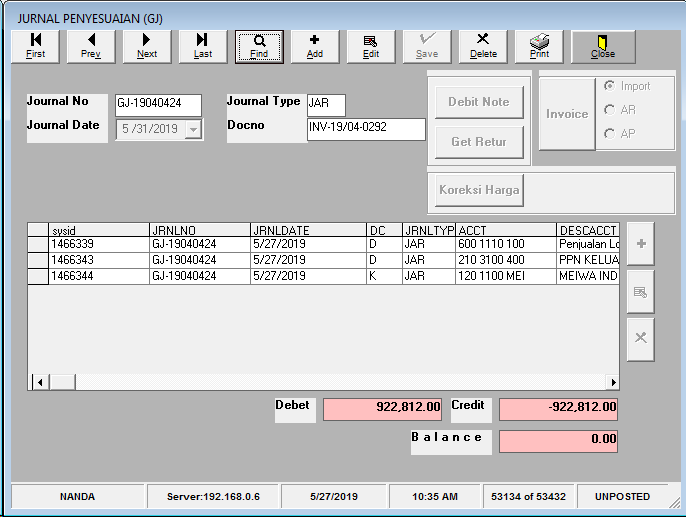 JURNAL PENYESUAIAN (GJ)
First Prev Next Last Find Add Edit Save Delete Print Close
Journal No GJ-19040424 Journal Type JAR
Journal Date 5 /31/2019 Docno INV-19/04-0292
Debit Note
Get Retur
Invoice
Import
AR
AP
Koreksi Harga
sysid JRNLNO JRNLDATE DC JRNLTYP ACCT DESCACCT
1466339 GJ-19040424 5/27/2019 D JAR 600 1110 100 Penjualan Lo
1466343 GJ-19040424 5/27/2019 D JAR 210 3100 400 PPN KELUA
1466344 GJ-19040424 5/27/2019 K JAR 120 1100 MEI MEIWA IND
Debet 922,812.00 Credit -922,812.00
Balance 0.00
NANDA Server:192.168.0.6 5/27/2019 10:35 AM 53134 of 53432 UNPOSTED